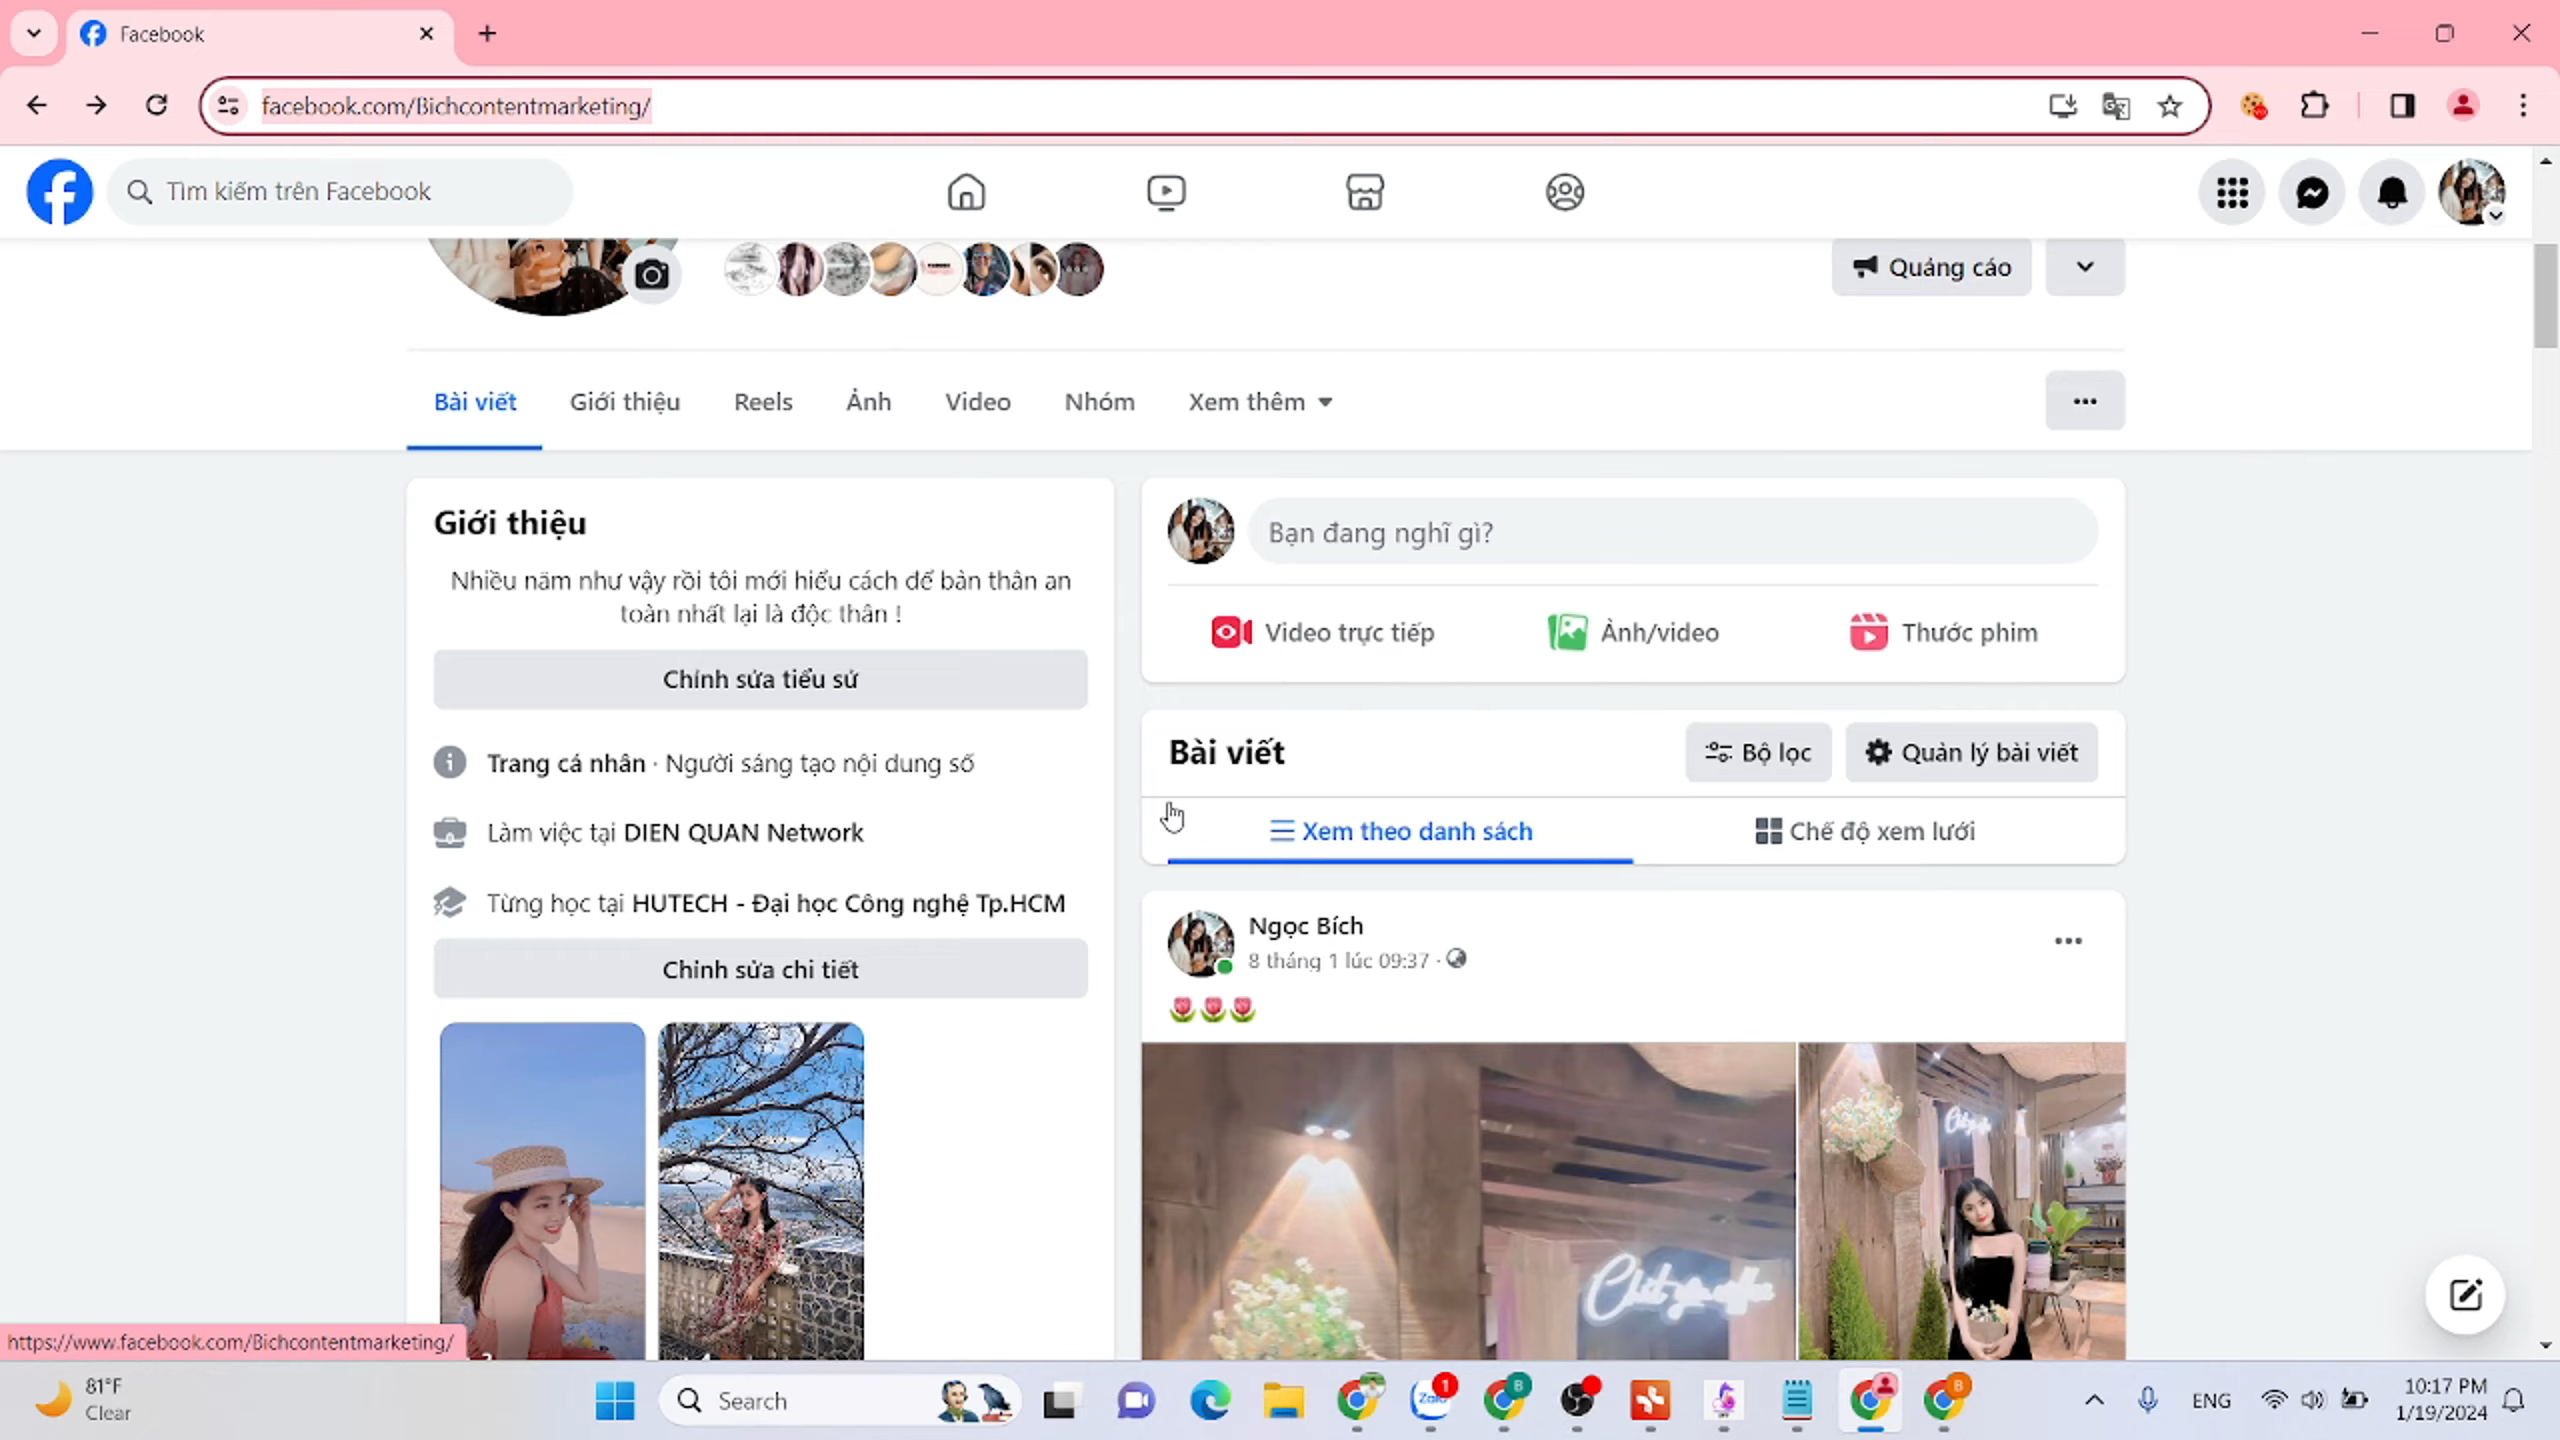 Facebook
facebook.com/Bichcontentmarketing/
Tìm kiếm trên Facebook
Quảng cáo
Bài viết
Giới thiệu
Reels
Ảnh
Video
Nhóm
Xem thêm
Giới thiệu
Nhiều năm như vậy rồi tôi mới hiểu cách để bản thân an
toàn nhất lại là độc thân !
Chỉnh sửa tiểu sử
Trang cá nhân · Người sáng tạo nội dung số
Làm việc tại DIEN QUAN Network
Từng học tại HUTECH - Đại học Công nghệ Tp.HCM
Chỉnh sửa chi tiết
Bạn đang nghĩ gì?
Video trực tiếp
Ảnh/video
Thước phim
Bài viết
Bộ lọc
Quản lý bài viết
Xem theo danh sách
Chế độ xem lưới
Ngọc Bích
8 tháng 1 lúc 09:37 ·
https://www.facebook.com/Bichcontentmarketing/
81°F
Clear
Search
Zalo
1
B
B
ENG
10:17 PM
1/19/2024